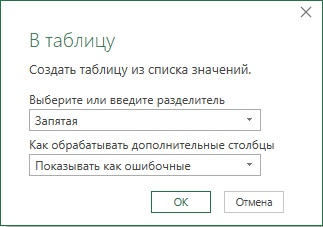 В таблицу
Создать таблицу из списка значений.
Выберите или введите разделитель
Запятая
Как обрабатывать дополнительные столбцы
Показывать как ошибочные
ОК
Отмена